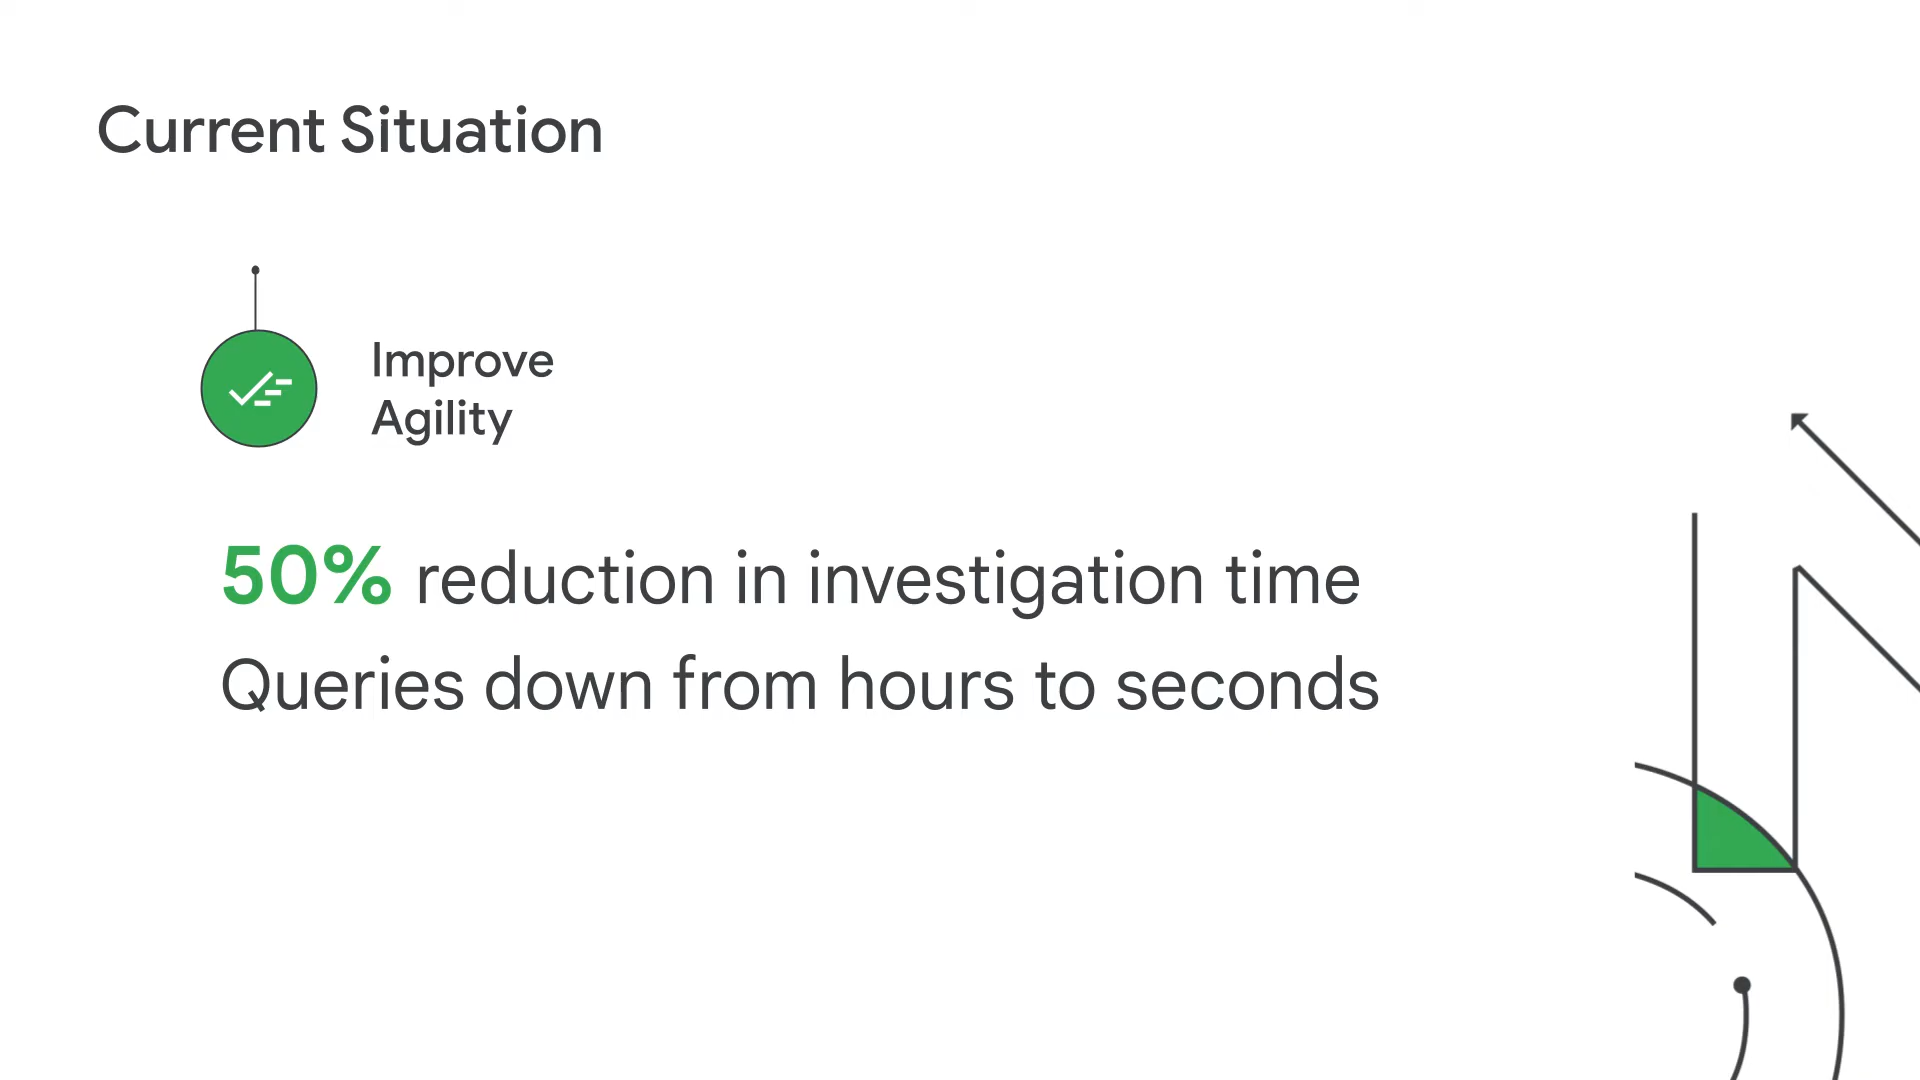 Current Situation
Improve
Agility
50% reduction in investigation time
Queries down from hours to seconds